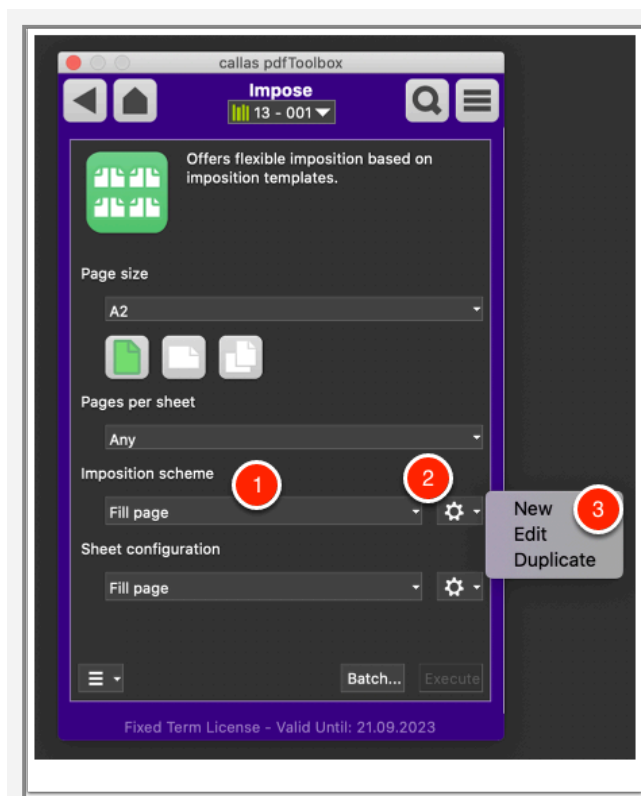 callas pdfToolbox
Impose
13 - 001
Offers flexible imposition based on
imposition templates.
Page size
A2
Pages per sheet
Any
Imposition scheme
1
2
Fill page
New
3
Edit
Duplicate
Sheet configuration
Fill page
Batch...
Execute
Fixed Term License - Valid Until: 21.09.2023